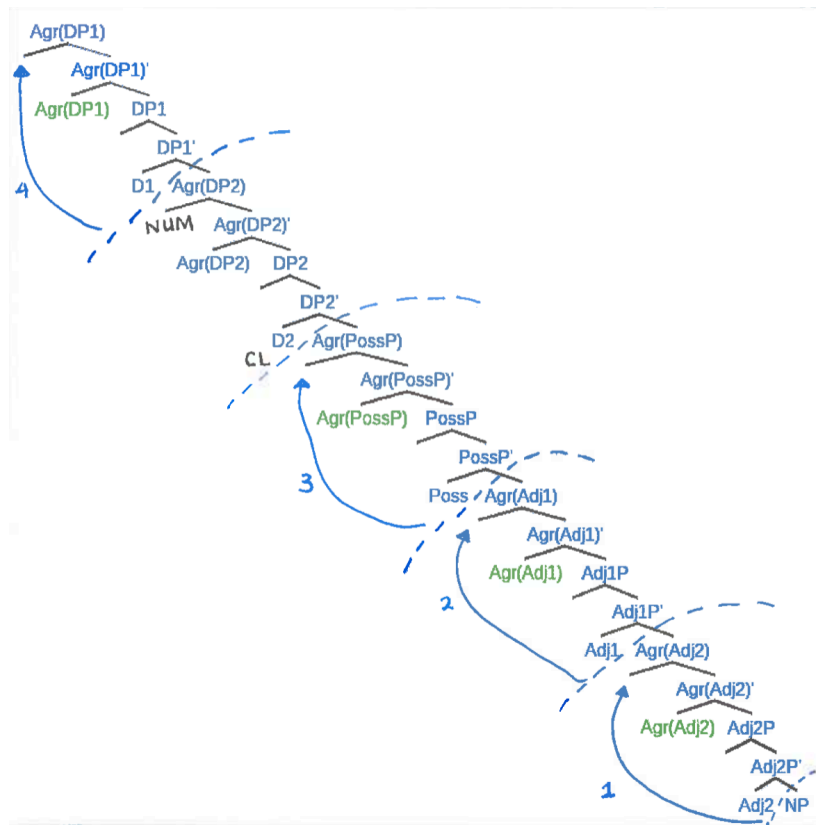 Agr(DP1)
Agr(DP1)'
Agr(DP1) DP1
DP1'
4 D1 Agr(DP2)
NUM Agr(DP2)'
Agr(DP2) DP2
DP2'
D2 Agr(PossP)
CL
Agr(PossP)'
Agr(PossP) PossP
PossP'
3 Poss Agr(Adj1)
Agr(Adj1)'
Agr(Adj1) Adj1P
2 Adj1P'
Adj1 Agr(Adj2)
Agr(Adj2)'
Agr(Adj2) Adj2P
Adj2P'
1 Adj2 NP